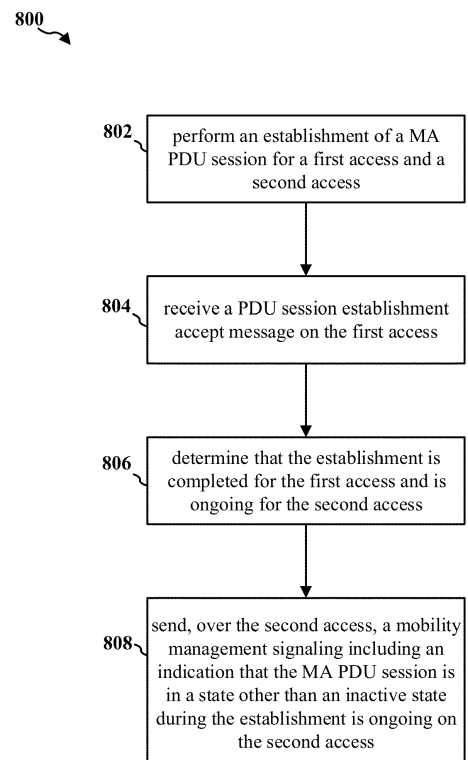 800
802
perform an establishment of a MA
PDU session for a first access and a
second access
804
receive a PDU session establishment
accept message on the first access
806
determine that the establishment is
completed for the first access and is
ongoing for the second access
808
send, over the second access, a mobility
management signaling including an
indication that the MA PDU session is
in a state other than an inactive state
during the establishment is ongoing on
the second access